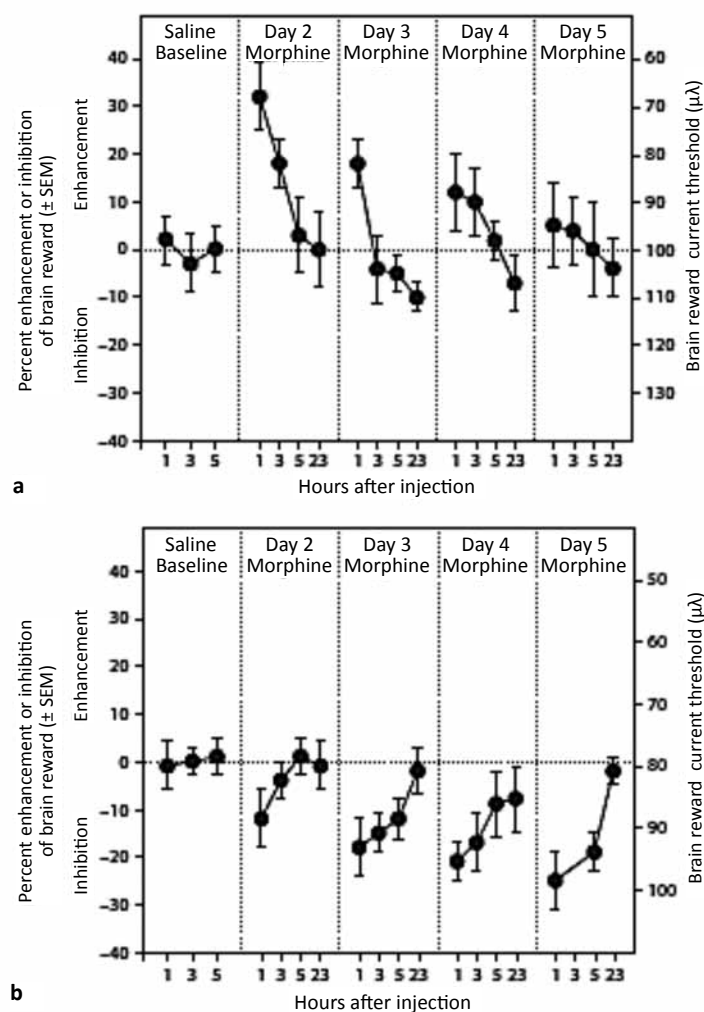 Saline Baseline
Day 2 Morphine
Day 3 Morphine
Day 4 Morphine
Day 5 Morphine
Percent enhancement or inhibition
of brain reward (± SEM)
Enhancement
Inhibition
40
30
20
10
0
−10
−20
−30
−40
60
70
80
90
100
110
120
130
Brain reward current threshold (μλ)
1 3 5
1 3 5 23
1 3 5 23
1 3 5 23
1 3 5 23
a
Hours after injection
Saline Baseline
Day 2 Morphine
Day 3 Morphine
Day 4 Morphine
Day 5 Morphine
Percent enhancement or inhibition
of brain reward (± SEM)
Enhancement
Inhibition
40
30
20
10
0
−10
−20
−30
−40
50
60
70
80
90
100
Brain reward current threshold (μλ)
1 3 5
1 3 5 23
1 3 5 23
1 3 5 23
1 3 5 23
b
Hours after injection